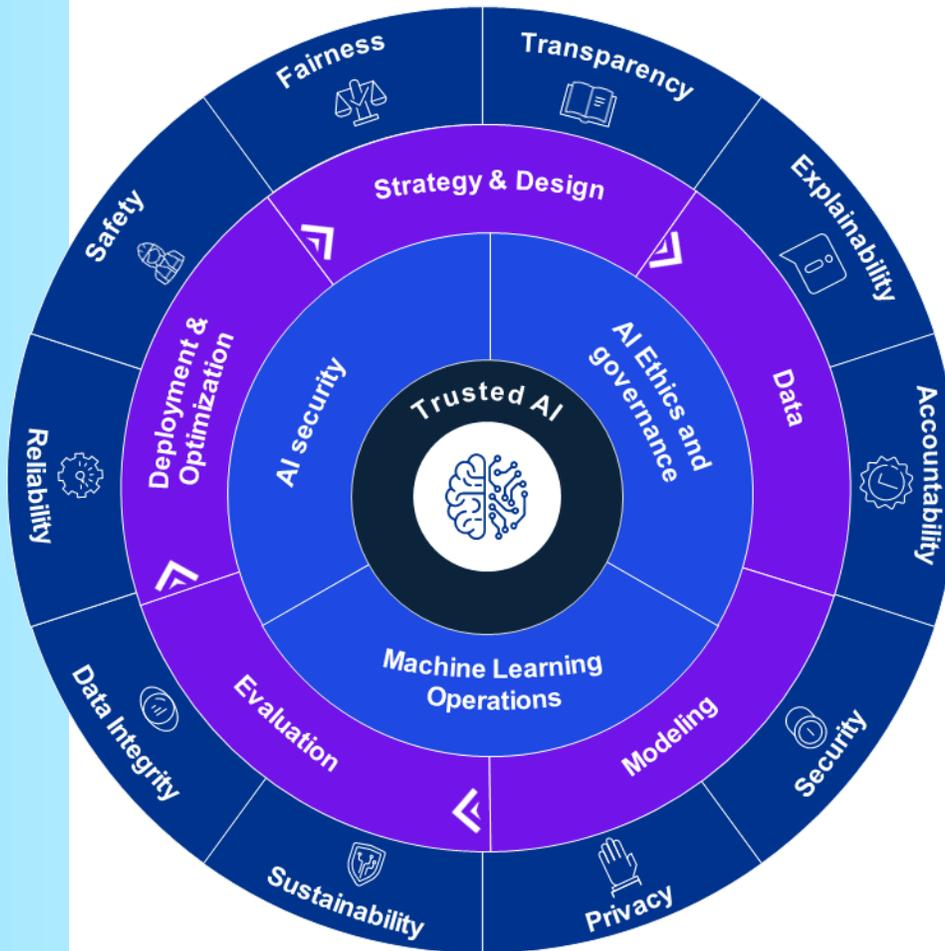 Fairness
Transparency
Explainability
Accountability
Security
Privacy
Sustainability
Data Integrity
Reliability
Safety
Strategy & Design
Data
Modeling
Evaluation
Deployment &
Optimization
AI security
AI Ethics and
governance
Machine Learning
Operations
Trusted AI